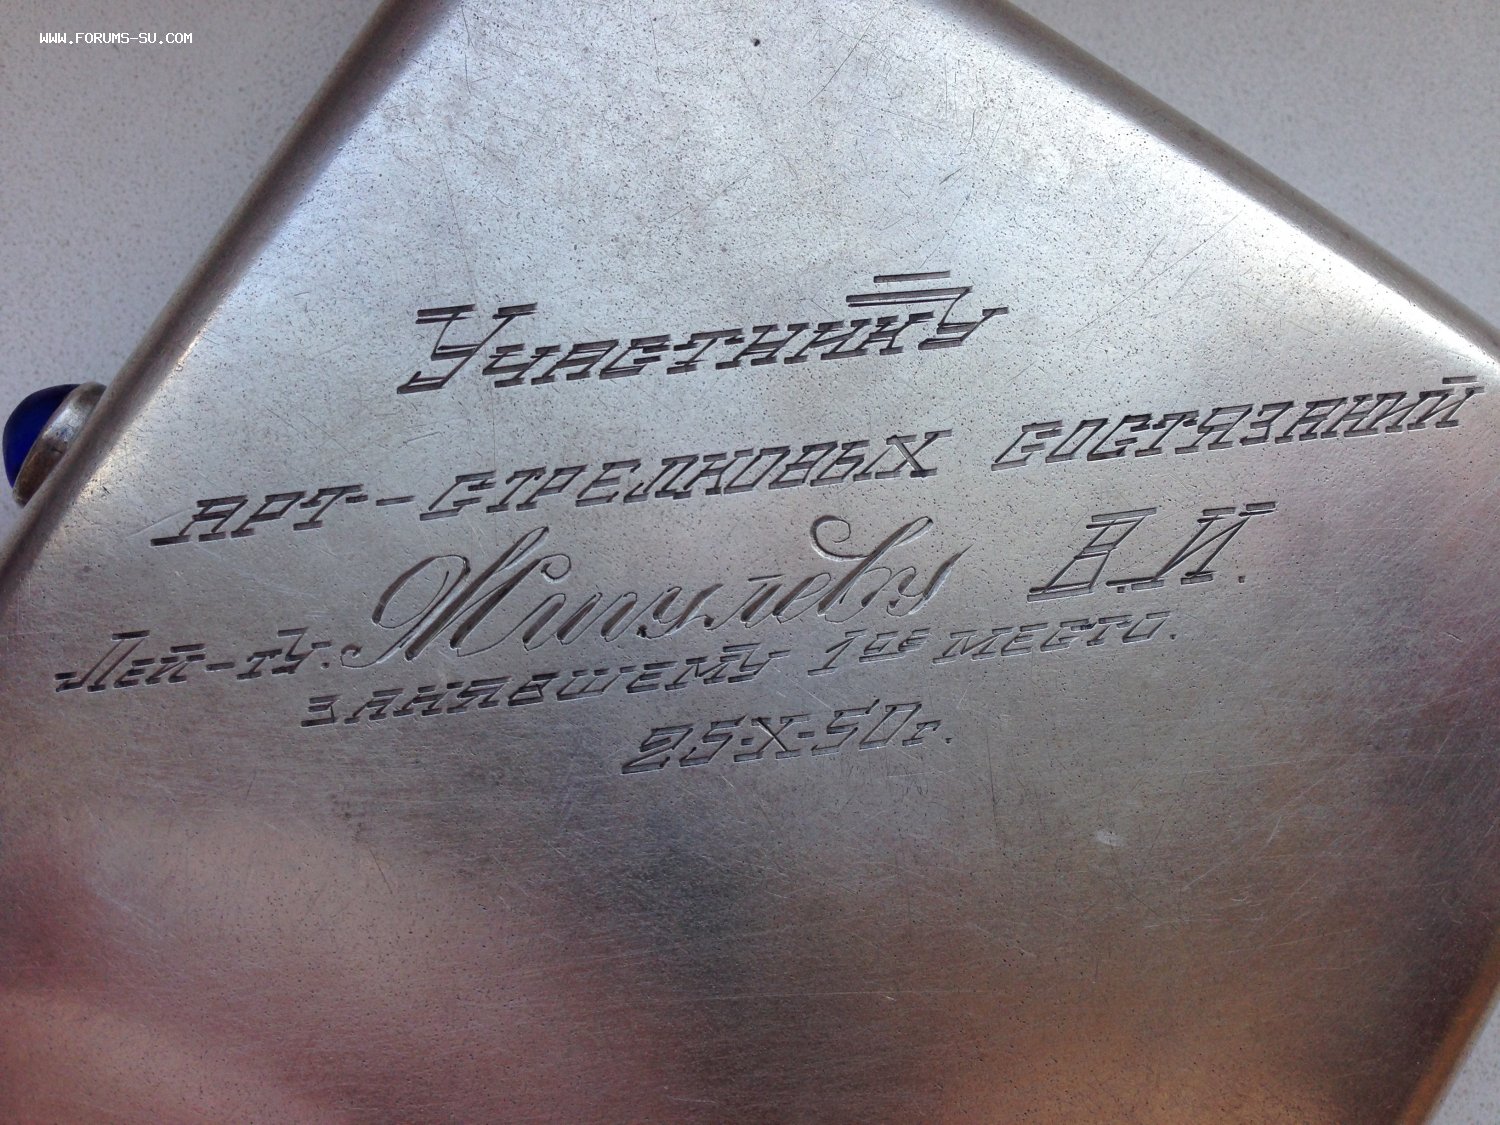 WWW.FORUMS-SU.COM
Участнику
арт-стрелковых состязаний
Лей-ту. Жигулеву В.И.
занявшему 1ое место.
25-X-50г.